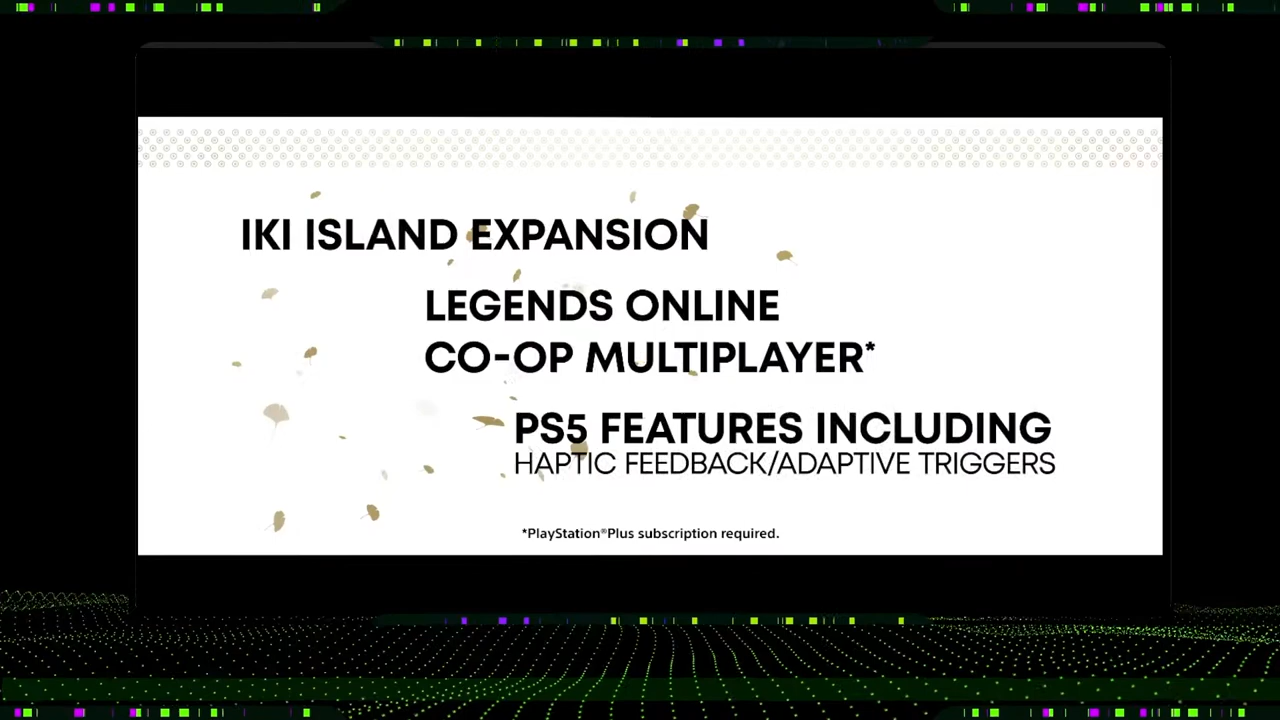 IKI ISLAND EXPANSION
LEGENDS ONLINE
CO-OP MULTIPLAYER*
PS5 FEATURES INCLUDING
HAPTIC FEEDBACK/ADAPTIVE TRIGGERS
*PlayStation®Plus subscription required.